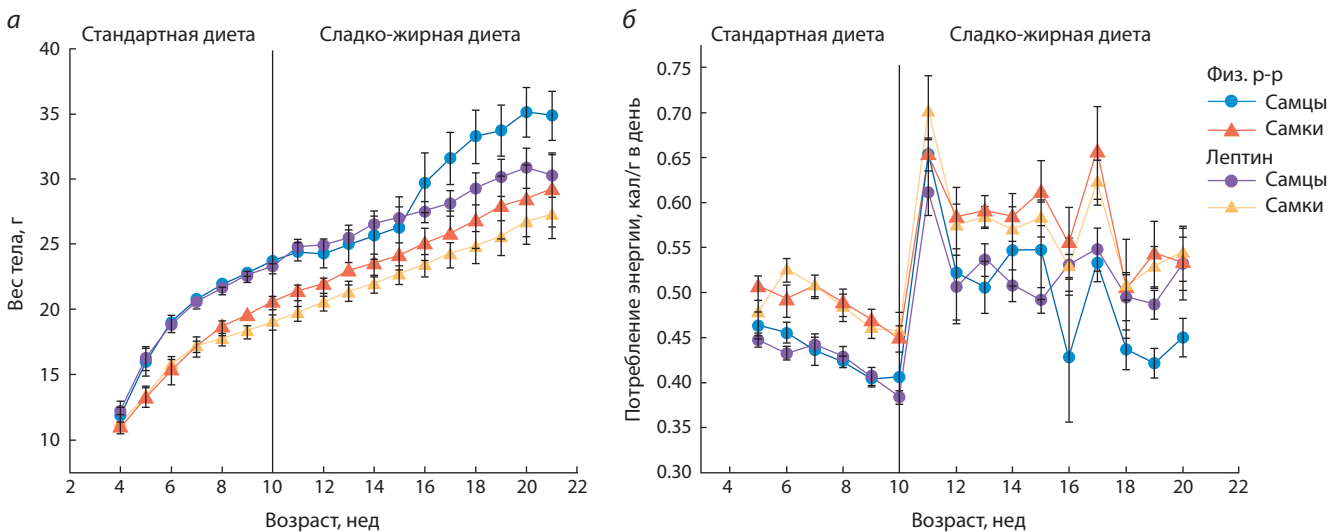 а
Стандартная диета
Сладко-жирная диета
40
35
30
25
20
15
10
Вес тела, г
2 4 6 8 10 12 14 16 18 20 22
Возраст, нед
б
Стандартная диета
Сладко-жирная диета
0.75
0.70
0.65
0.60
0.55
0.50
0.45
0.40
0.35
0.30
Потребление энергии, кал/г в день
2 4 6 8 10 12 14 16 18 20 22
Возраст, нед
Физ. р-р
Самцы
Самки
Лептин
Самцы
Самки